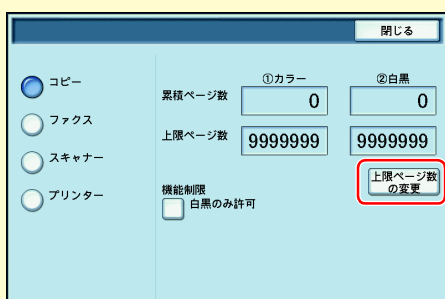 閉じる
コピー
ファクス
スキャナー
プリンター
①カラー
②白黒
累積ページ数
0
0
上限ページ数
9999999
9999999
上限ページ数
の変更
機能制限
白黒のみ許可